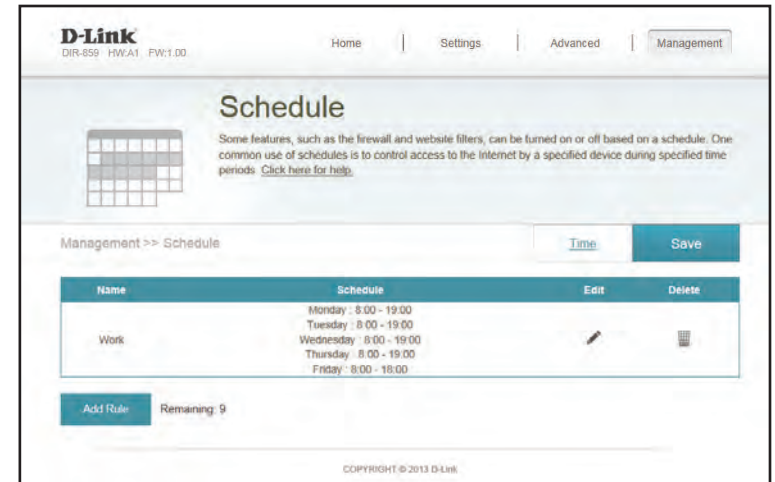 D-Link
DIR-859 HW:A1 FW:1.00
Home | Settings | Advanced | Management
Schedule
Some features, such as the firewall and website filters, can be turned on or off based on a schedule. One
common use of schedules is to control access to the Internet by a specified device during specified time
periods Click here for help.
Management >> Schedule
Time
Save
Name Schedule Edit Delete
Monday : 8:00 - 19:00
Tuesday : 8:00 - 19:00
Work Wednesday : 8:00 - 19:00
Thursday : 8:00 - 19:00
Friday : 8:00 - 18:00
Add Rule Remaining: 9
COPYRIGHT © 2013 D-Link